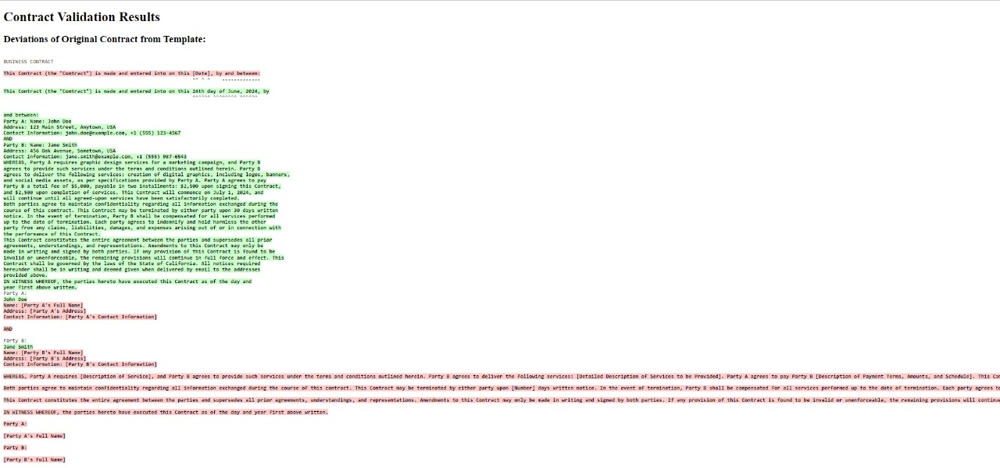 Contract Validation Results
Deviations of Original Contract from Template:
BUSINESS CONTRACT
This Contract (the "Contract") is made and entered into on this [Date], by and between:
^^ ^ ^    -------------
This Contract (the "Contract") is made and entered into on this 24th day of June, 2024, by
^^^^^^ ^^^^^^^^ ^^^^^^
and between:
Party A: Name: John Doe
Address: 123 Main Street, Anytown, USA
Contact Information: john.doe@example.com, +1 (555) 123-4567
AND
Party B: Name: Jane Smith
Address: 456 Oak Avenue, Sometown, USA
Contact Information: jane.smith@example.com, +1 (555) 987-6543
WHEREAS, Party A requires graphic design services for a marketing campaign, and Party B
agrees to provide such services under the terms and conditions outlined herein. Party B
agrees to deliver the following services: creation of digital graphics, including logos, banners,
and social media assets, as per specifications provided by Party A. Party A agrees to pay
Party B a total fee of $5,000, payable in two installments: $2,500 upon signing this Contract,
and $2,500 upon completion of services. This Contract will commence on July 1, 2024, and
will continue until all agreed-upon services have been satisfactorily completed.
Both parties agree to maintain confidentiality regarding all information exchanged during the
course of this contract. This Contract may be terminated by either party upon 30 days written
notice. In the event of termination, Party B shall be compensated for all services performed
up to the date of termination. Each party agrees to indemnify and hold harmless the other
party from any claims, liabilities, damages, and expenses arising out of or in connection with
the performance of this Contract.
This Contract constitutes the entire agreement between the parties and supersedes all prior
agreements, understandings, and representations. Amendments to this Contract may only be
made in writing and signed by both parties. If any provision of this Contract is found to be
invalid or unenforceable, the remaining provisions will continue in full force and effect. This
Contract shall be governed by the laws of the State of California. All notices required
hereunder shall be in writing and deemed given when delivered by email to the addresses
provided above.
IN WITNESS WHEREOF, the parties hereto have executed this Contract as of the day and
year first above written.
Party A:
John Doe
Name: [Party A's Full Name]
Address: [Party A's Address]
Contact Information: [Party A's Contact Information]
AND
Party B:
Jane Smith
Name: [Party B's Full Name]
Address: [Party B's Address]
Contact Information: [Party B's Contact Information]
WHEREAS, Party A requires [Description of Service], and Party B agrees to provide such services under the terms and conditions outlined herein. Party B agrees to deliver the following services: [Detailed Description of Services to be Provided]. Party A agrees to pay Party B [Description of Payment Terms, Amounts, and Schedule]. This Con
Both parties agree to maintain confidentiality regarding all information exchanged during the course of this contract. This Contract may be terminated by either party upon [Number] days written notice. In the event of termination, Party B shall be compensated for all services performed up to the date of termination. Each party agrees to
This Contract constitutes the entire agreement between the parties and supersedes all prior agreements, understandings, and representations. Amendments to this Contract may only be made in writing and signed by both parties. If any provision of this Contract is found to be invalid or unenforceable, the remaining provisions will continue
IN WITNESS WHEREOF, the parties hereto have executed this Contract as of the day and year first above written.
Party A:
[Party A's Full Name]
Party B:
[Party B's Full Name]